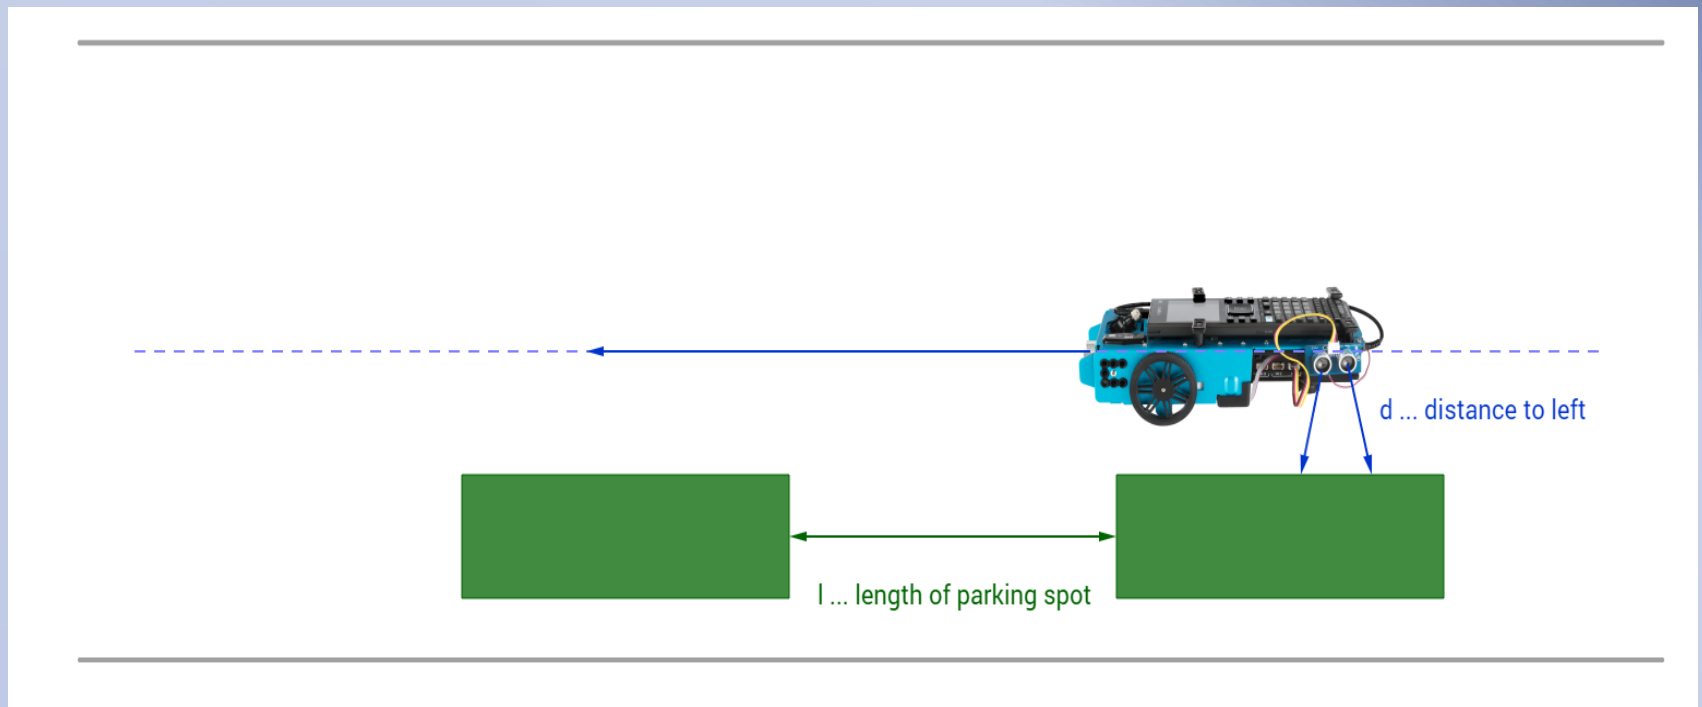 d ... distance to left
l ... length of parking spot